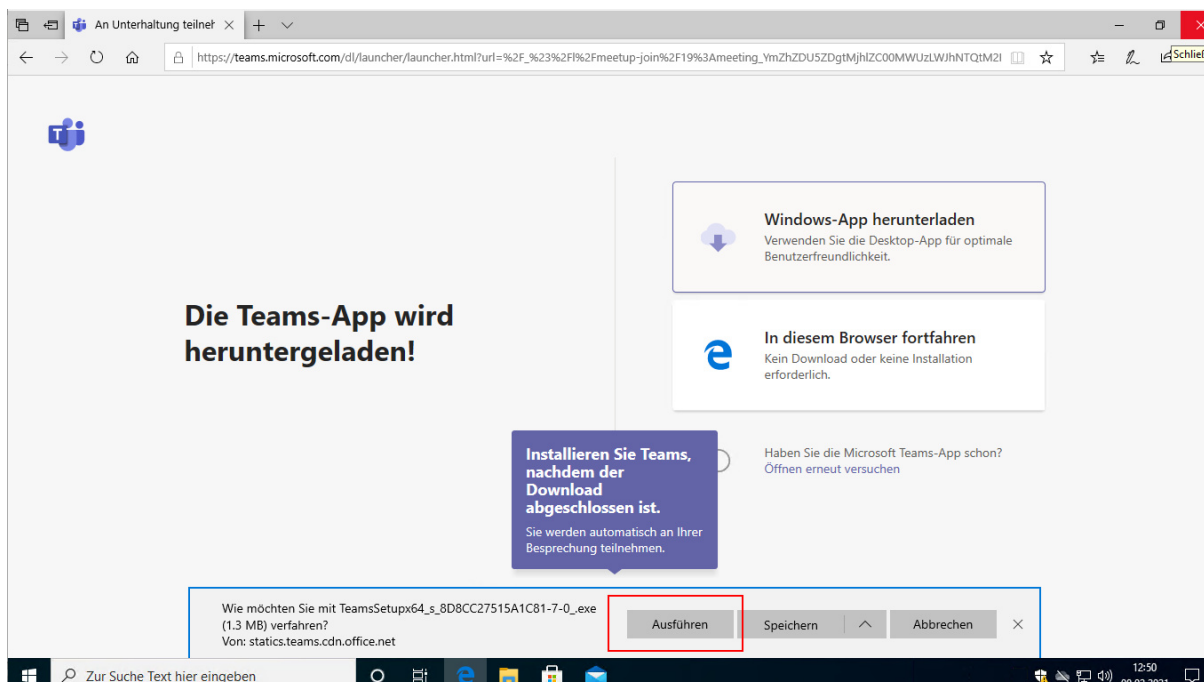 An Unterhaltung teilneh
https://teams.microsoft.com/dl/launcher/launcher.html?url=%2F_%23%2Fl%2Fmeetup-join%2F19%3Ameeting_YmZhZDU5ZDgtMjhlZC00MWUzLWJhNTQtM2I
Schließ
T
Windows-App herunterladen
Verwenden Sie die Desktop-App für optimale
Benutzerfreundlichkeit.
Die Teams-App wird
heruntergeladen!
In diesem Browser fortfahren
Kein Download oder keine Installation
erforderlich.
Installieren Sie Teams,
nachdem der
Download
abgeschlossen ist.
Sie werden automatisch an Ihrer
Besprechung teilnehmen.
Haben Sie die Microsoft Teams-App schon?
Öffnen erneut versuchen
Wie möchten Sie mit TeamsSetupx64_s_8D8CC27515A1C81-7-0_.exe
(1.3 MB) verfahren?
Von: statics.teams.cdn.office.net
Ausführen
Speichern
Abbrechen
Zur Suche Text hier eingeben
12:50